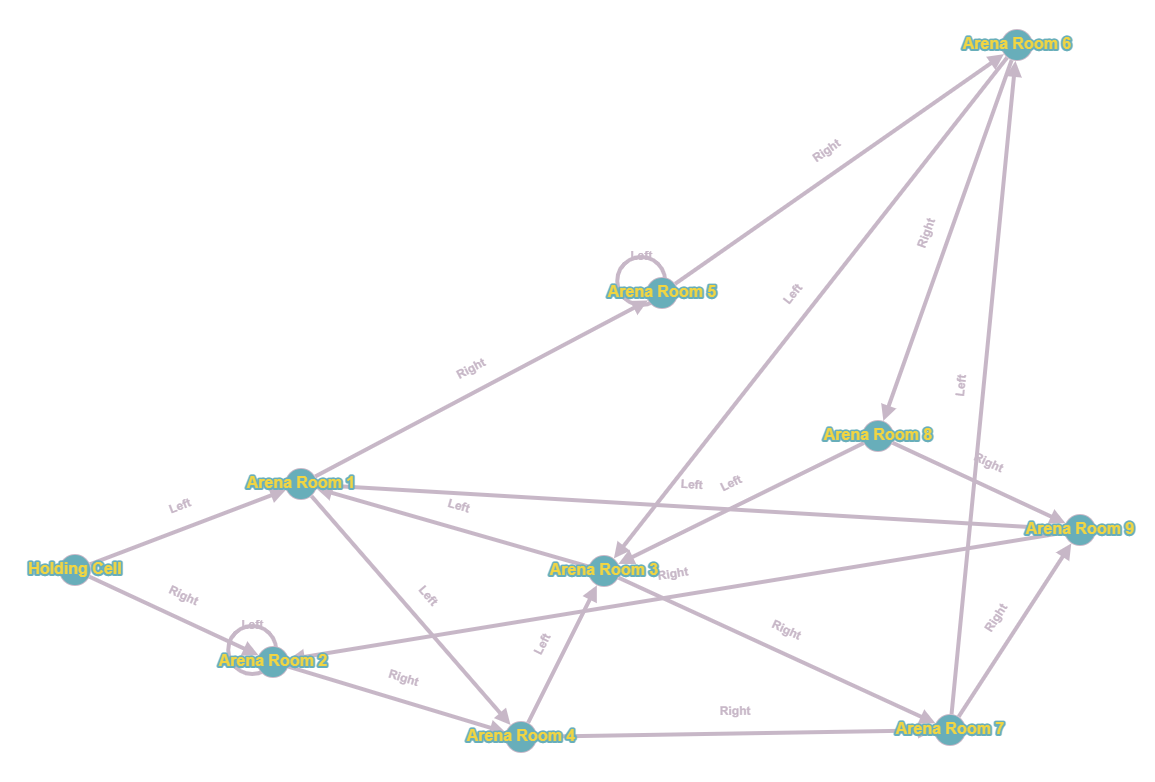 Arena Room 6
Right
Right
Left
Arena Room 5
Left
Right
Left
Arena Room 8
Right
Arena Room 1
Left
Left
Left
Left
Arena Room 9
Holding Cell
Arena Room 3
Right
Right
Left
Right
Left
Right
Left
Arena Room 2
Right
Right
Arena Room 4
Arena Room 7